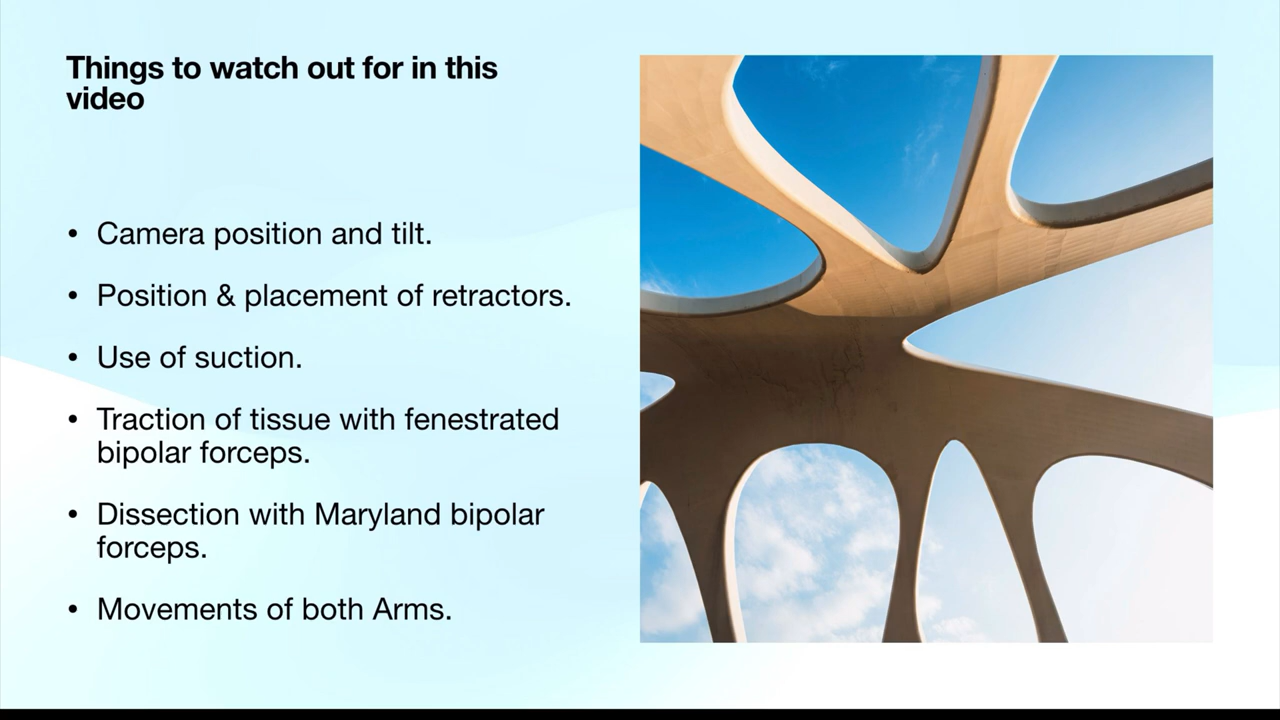 Things to watch out for in this
video
• Camera position and tilt.
• Position & placement of retractors.
• Use of suction.
• Traction of tissue with fenestrated
bipolar forceps.
• Dissection with Maryland bipolar
forceps.
• Movements of both Arms.